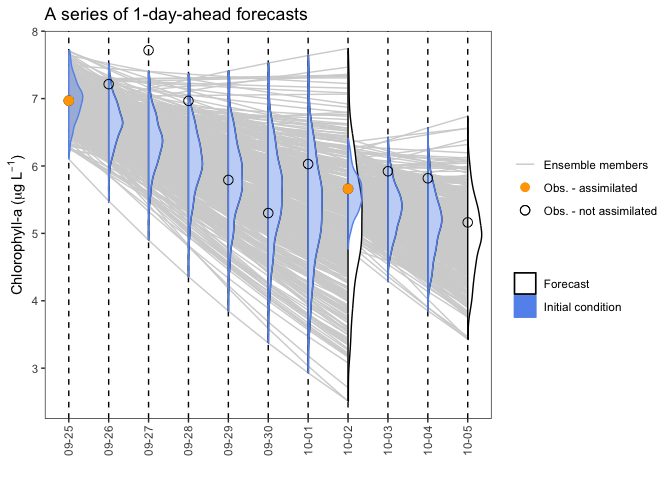 A series of 1-day-ahead forecasts
Chlorophyll-a (μg L⁻¹)
8
7
6
5
4
3
09-25
09-26
09-27
09-28
09-29
09-30
10-01
10-02
10-03
10-04
10-05
Ensemble members
Obs. - assimilated
Obs. - not assimilated
Forecast
Initial condition